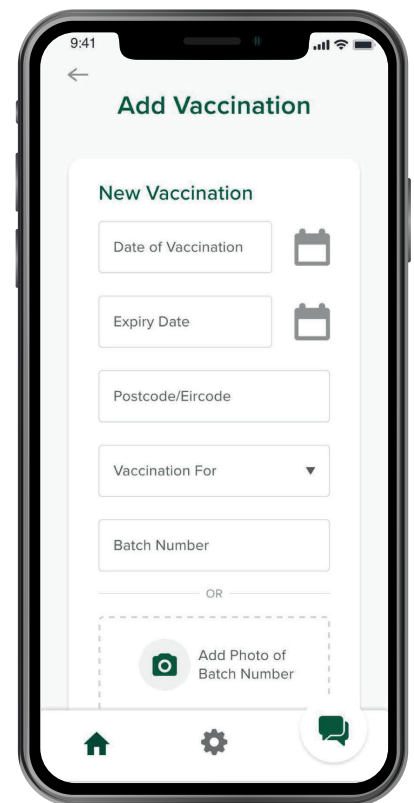 9:41
Add Vaccination
New Vaccination
Date of Vaccination
Expiry Date
Postcode/Eircode
Vaccination For
Batch Number
OR
Add Photo of
Batch Number